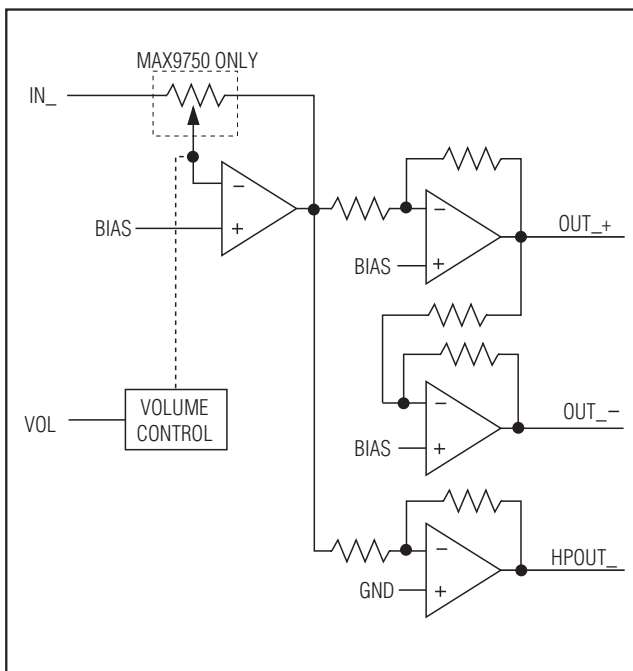 MAX9750 ONLY
IN_
−
+
BIAS
−
+
BIAS
OUT_+
−
+
BIAS
OUT_−
VOL
VOLUME
CONTROL
−
+
GND
HPOUT_